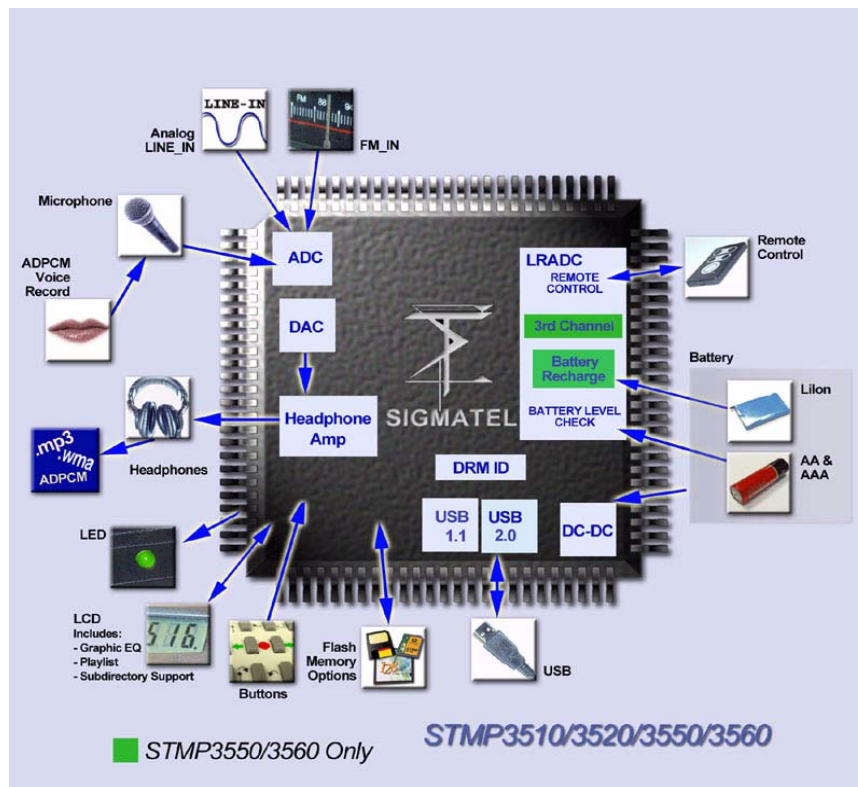 LINE-IN
FM 88
Analog
LINE_IN
FM_IN
Microphone
ADPCM
Voice
Record
ADC
LRADC
REMOTE
CONTROL
Remote
Control
DAC
3rd Channel
Battery
Recharge
Battery
LiIon
Headphone
Amp
SIGMATEL
BATTERY LEVEL
CHECK
.mp3
.wma
ADPCM
Headphones
AA &
AAA
DRM ID
USB
1.1
USB
2.0
DC-DC
LED
LCD
Includes:
- Graphic EQ
- Playlist
- Subdirectory Support
516.
Buttons
Flash
Memory
Options
128
USB
STMP3550/3560 Only
STMP3510/3520/3550/3560